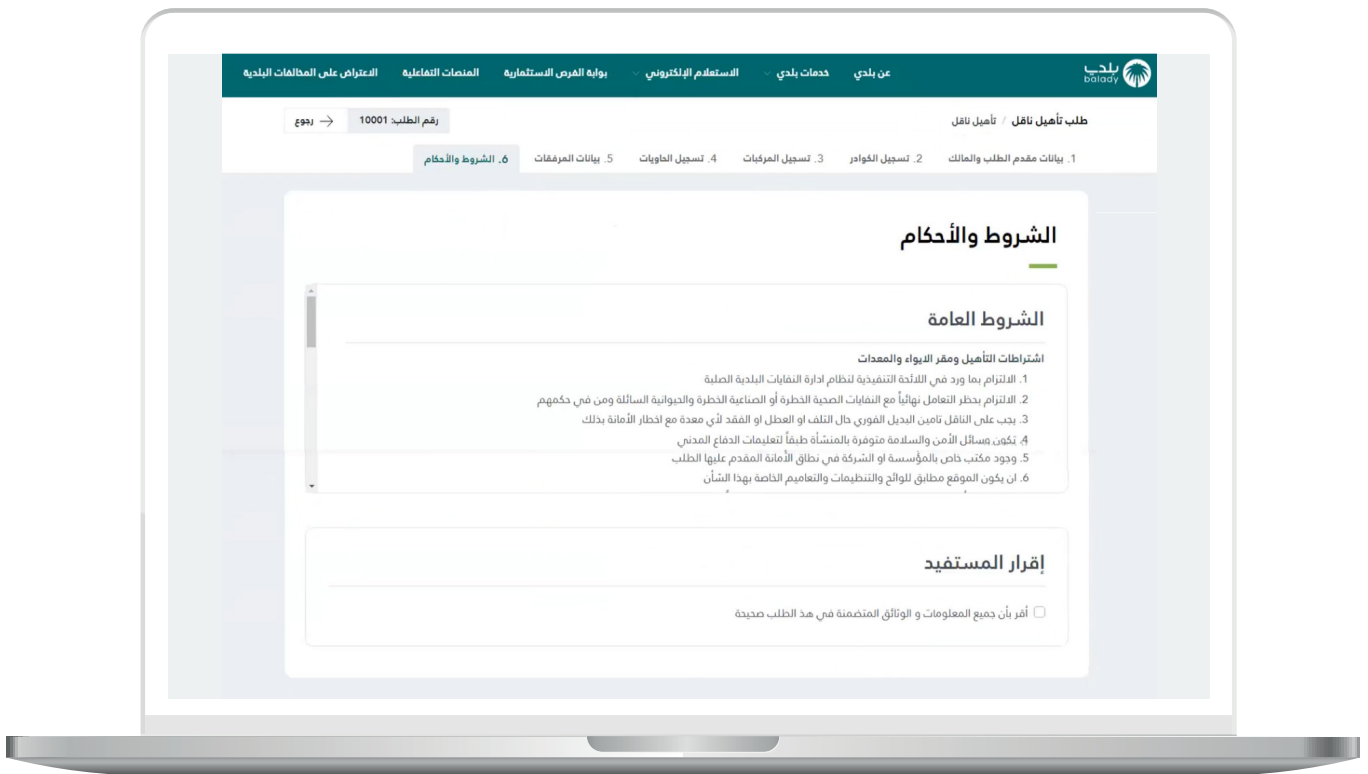 بلدي
balady
عن بلدي خدمات بلدي الاستعلام الإلكتروني بوابة الفرص الاستثمارية المنصات التفاعلية الاعتراض على المخالفات البلدية
طلب تأهيل ناقل / تأهيل ناقل
رقم الطلب: 10001
رجوع
1. بيانات مقدم الطلب والمالك 2. تسجيل الكوادر 3. تسجيل المركبات 4. تسجيل الحاويات 5. بيانات المرفقات 6. الشروط والأحكام
الشروط والأحكام
الشروط العامة
اشتراطات التأهيل ومقر الايواء والمعدات
1. الالتزام بما ورد في اللائحة التنفيذية لنظام ادارة النفايات البلدية الصلبة
2. الالتزام بحظر التعامل نهائياً مع النفايات الصحية الخطرة أو الصناعية الخطرة والحيوانية السائلة ومن في حكمهم
3. يجب على الناقل تامين البديل الفوري حال التلف او العطل او الفقد لأي معدة مع اخطار الأمانة بذلك
4. تكون وسائل الأمن والسلامة متوفرة بالمنشأة طبقاً لتعليمات الدفاع المدني
5. وجود مكتب خاص بالمؤسسة او الشركة في نطاق الأمانة المقدم عليها الطلب
6. ان يكون الموقع مطابق للوائح والتنظيمات والتعاميم الخاصة بهذا الشأن
إقرار المستفيد
أقر بأن جميع المعلومات و الوثائق المتضمنة في هذ الطلب صحيحة